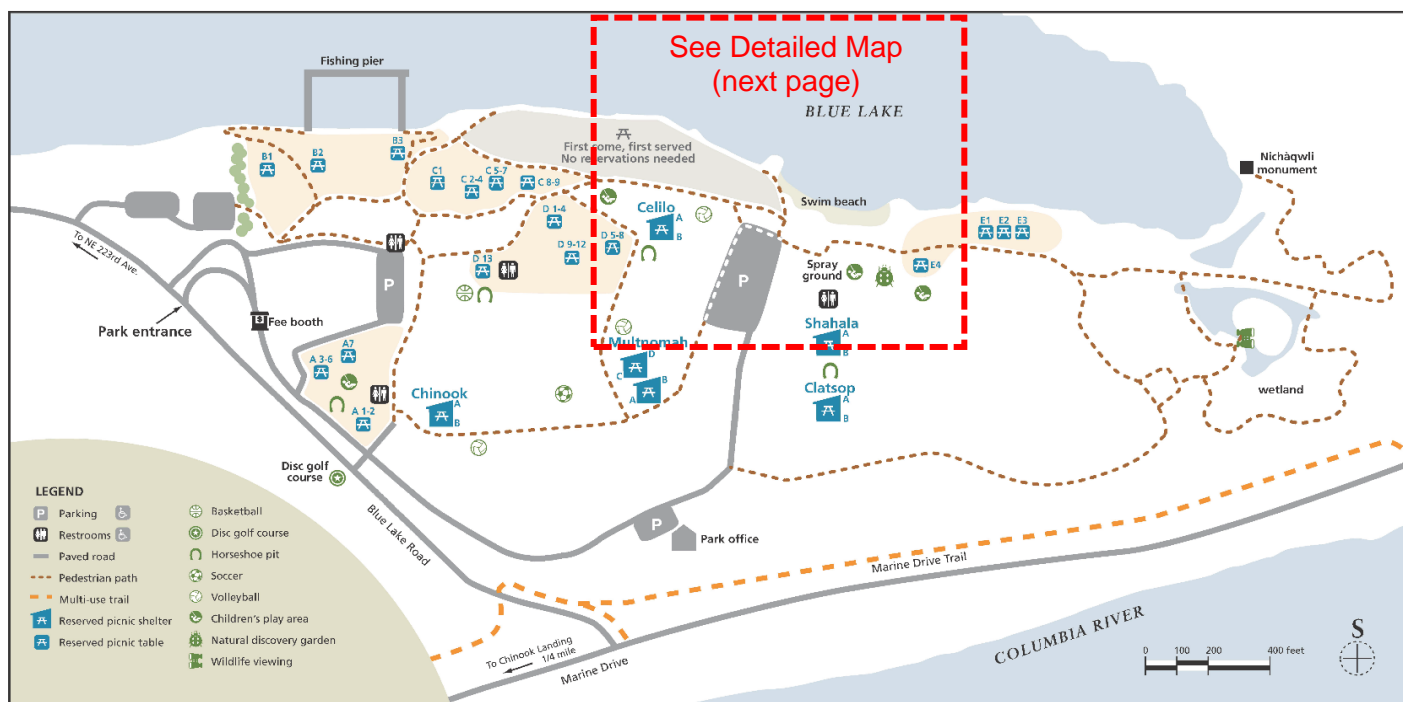 See Detailed Map
(next page)
Fishing pier
BLUE LAKE
First come, first served
No reservations needed
Nichàqwli
monument
Swim beach
B1
B2
B3
C1
C 2-4
C 5-7
C 8-9
D 1-4
D 5-8
D 9-12
D 13
Celilo
A
B
E1
E2
E3
E4
Spray
ground
To NE 223rd Ave.
Park entrance
Fee booth
P
P
A7
A 3-6
A 1-2
Chinook
A
B
Multnomah
D
C
B
A
Shahala
A
B
Clatsop
A
B
wetland
Disc golf
course
Blue Lake Road
P
Park office
Marine Drive Trail
COLUMBIA RIVER
To Chinook Landing
1/4 mile
Marine Drive
S
0 100 200 400 feet
LEGEND
P Parking
Restrooms
Paved road
Pedestrian path
Multi-use trail
Reserved picnic shelter
Reserved picnic table
Basketball
Disc golf course
Horseshoe pit
Soccer
Volleyball
Children's play area
Natural discovery garden
Wildlife viewing